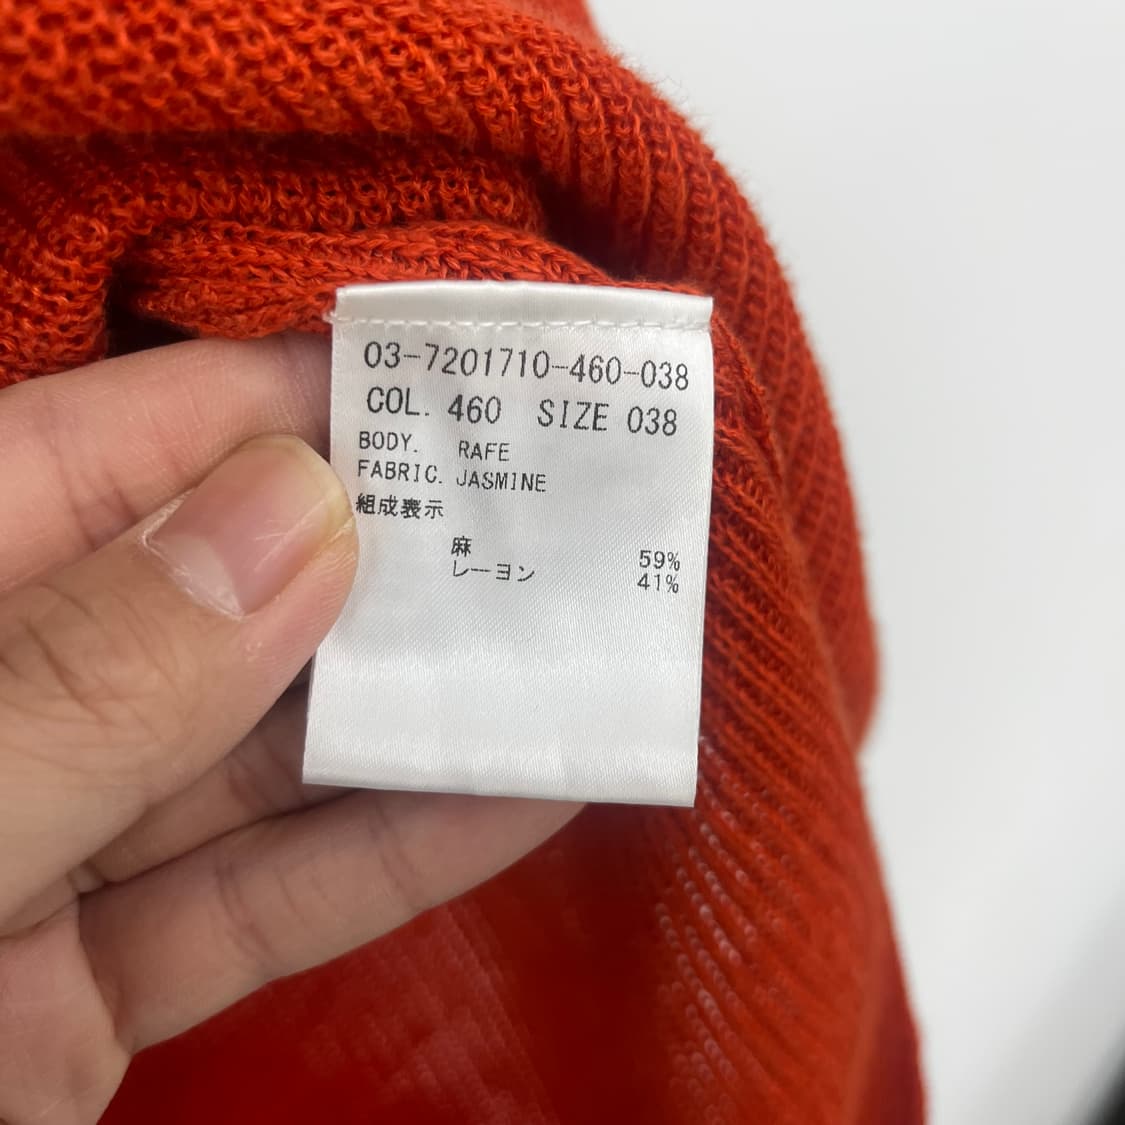 03-7201710-460-038
COL. 460 SIZE 038
BODY. RAFE
FABRIC. JASMINE
組成表示
麻 59%
レーヨン 41%